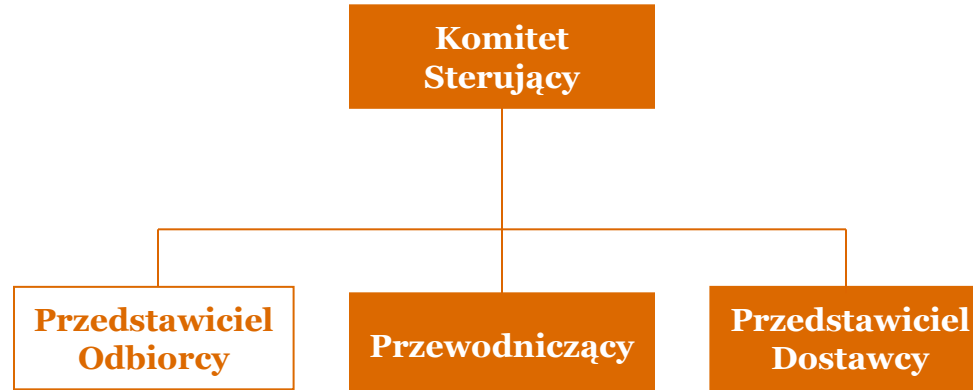 Komitet
Sterujący
Przedstawiciel
Odbiorcy
Przewodniczący
Przedstawiciel
Dostawcy